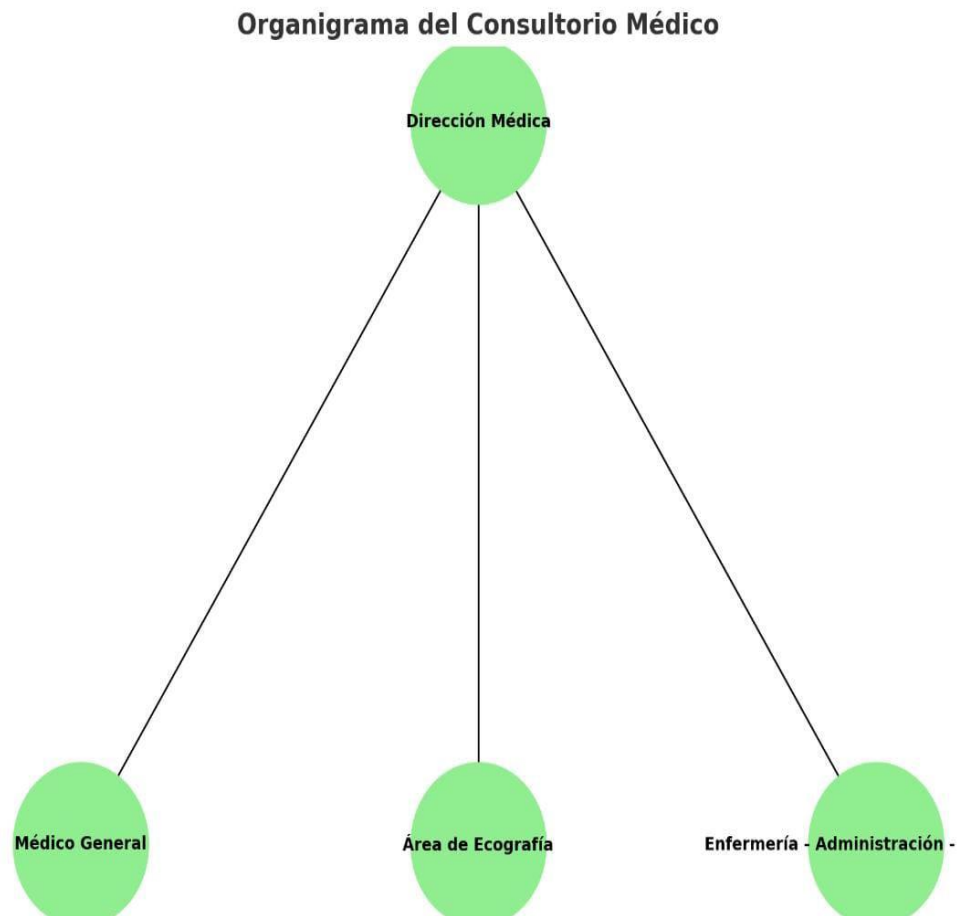 Organigrama del Consultorio Médico
Dirección Médica
Médico General
Área de Ecografía
Enfermería - Administración -